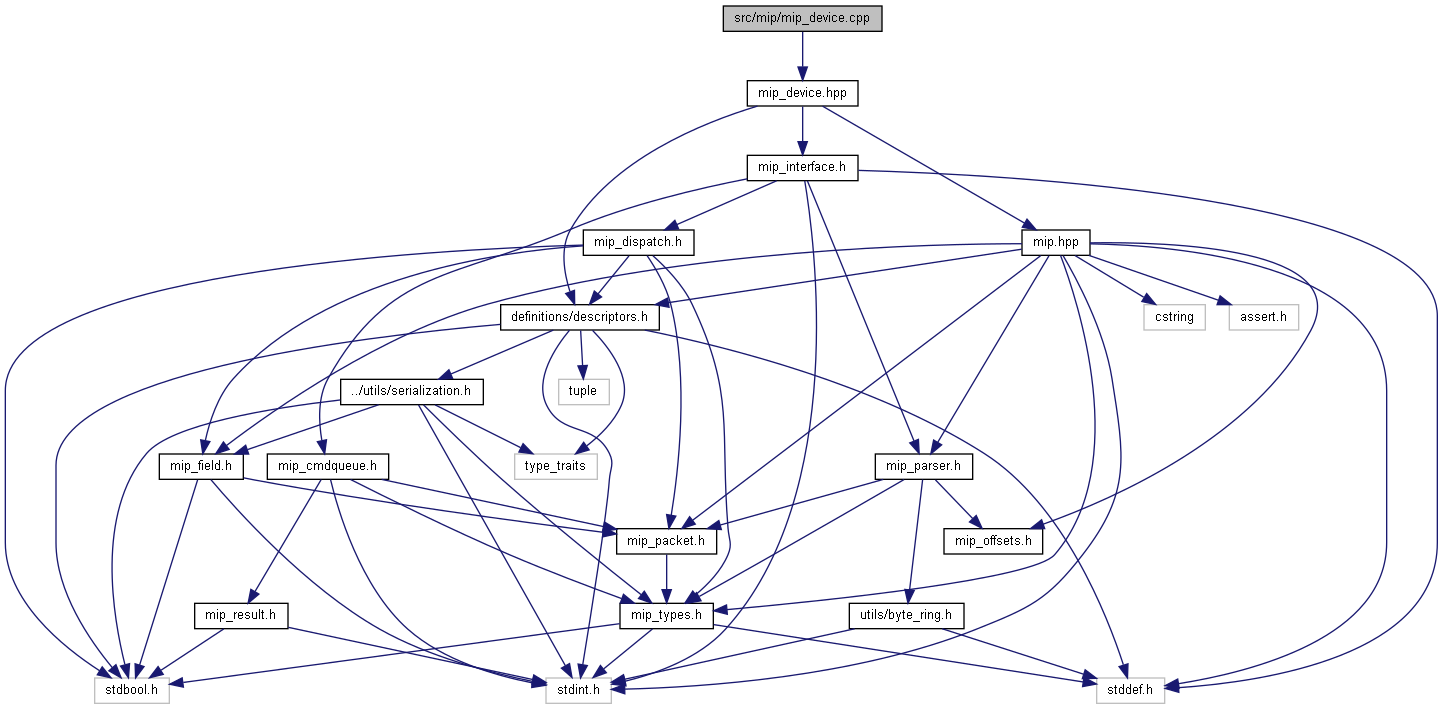 src/mip/mip_device.cpp
mip_device.hpp
mip_interface.h
mip_dispatch.h
mip.hpp
definitions/descriptors.h
cstring
assert.h
../utils/serialization.h
tuple
mip_field.h
mip_cmdqueue.h
type_traits
mip_parser.h
mip_packet.h
mip_offsets.h
mip_result.h
mip_types.h
utils/byte_ring.h
stdbool.h
stdint.h
stddef.h